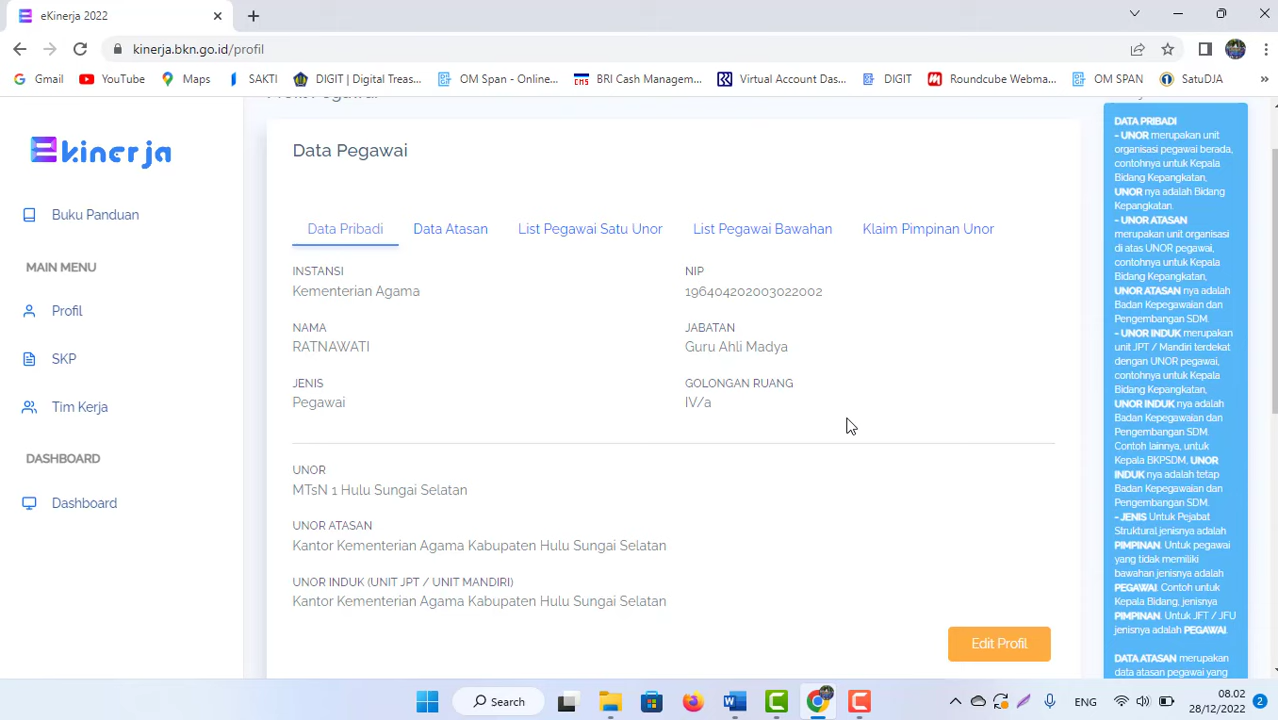 eKinerja 2022
kinerja.bkn.go.id/profil
Gmail
YouTube
Maps
SAKTI
DIGIT | Digital Treas...
OM Span - Online...
CMS
BRI Cash Managem...
Virtual Account Das...
DIGIT
Roundcube Webma...
OM SPAN
SatuDJA
»
Ekinerja
Buku Panduan
MAIN MENU
Profil
SKP
Tim Kerja
DASHBOARD
Dashboard
Data Pegawai
Data Pribadi
Data Atasan
List Pegawai Satu Unor
List Pegawai Bawahan
Klaim Pimpinan Unor
INSTANSI
Kementerian Agama
NIP
196404202003022002
NAMA
RATNAWATI
JABATAN
Guru Ahli Madya
JENIS
Pegawai
GOLONGAN RUANG
IV/a
UNOR
MTsN 1 Hulu Sungai Selatan
UNOR ATASAN
Kantor Kementerian Agama Kabupaten Hulu Sungai Selatan
UNOR INDUK (UNIT JPT / UNIT MANDIRI)
Kantor Kementerian Agama Kabupaten Hulu Sungai Selatan
Edit Profil
DATA PRIBADI
- UNOR merupakan unit
organisasi pegawai berada,
contohnya untuk Kepala
Bidang Pengangkatan,
UNOR nya adalah Bidang
Kepangkatan.
- UNOR ATASAN
merupakan unit organisasi
di atas UNOR pegawai,
contohnya untuk Kepala
Bidang Kepangkatan,
UNOR ATASAN nya adalah
Badan Kepegawaian dan
Pengembangan SDM.
- UNOR INDUK merupakan
unit JPT / Mandiri terdekat
dengan UNOR pegawai,
contohnya untuk Kepala
Bidang Kepangkatan,
UNOR INDUK nya adalah
Badan Kepegawaian dan
Pengembangan SDM.
Contoh lainnya, untuk
Kepala BKPSDM, UNOR
INDUK nya adalah tetap
Badan Kepegawaian dan
Pengembangan SDM.
- JENIS Untuk Pejabat
Struktural jenisnya adalah
PIMPINAN. Untuk pegawai
yang tidak memiliki
bawahan jenisnya adalah
PEGAWAI. Contoh untuk
Kepala Bidang, jenisnya
PIMPINAN. Untuk JFT / JFU
jenisnya adalah PEGAWAI.
DATA ATASAN merupakan
data atasan pegawai yang
Search
ENG
08.02
28/12/2022
2